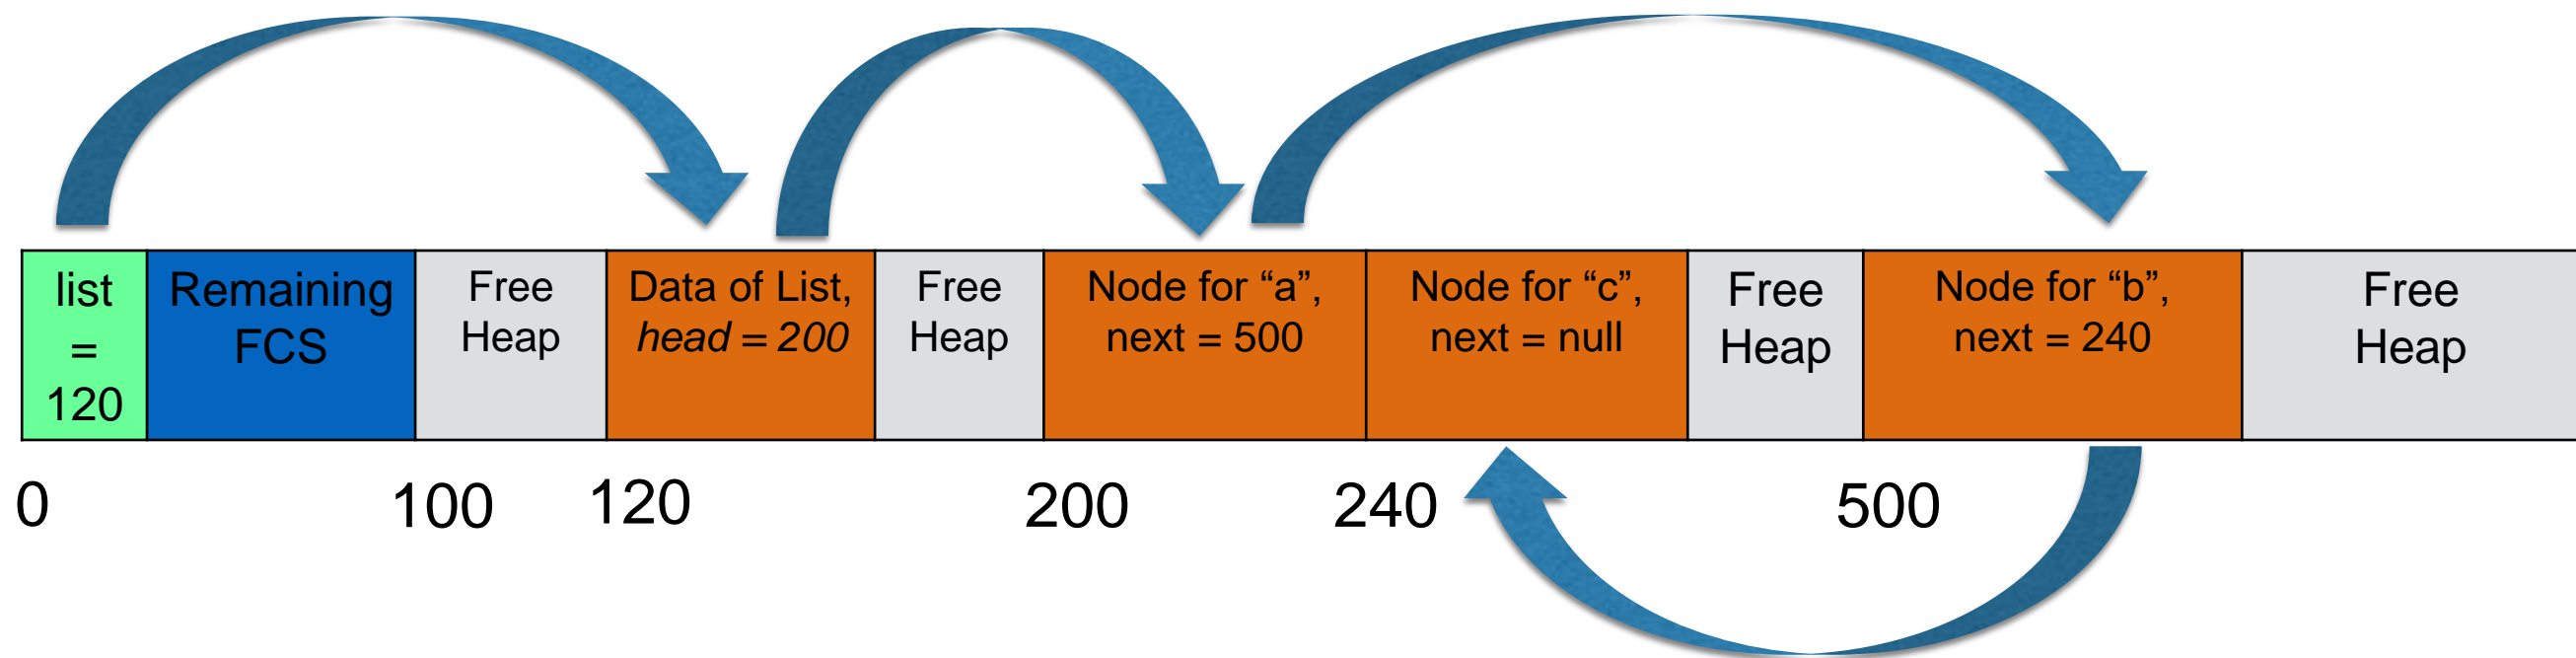 list
=
120
Remaining
FCS
Free
Heap
Data of List,
head = 200
Free
Heap
Node for “a”,
next = 500
Node for “c”,
next = null
Free
Heap
Node for “b”,
next = 240
Free
Heap
0
100
120
200
240
500